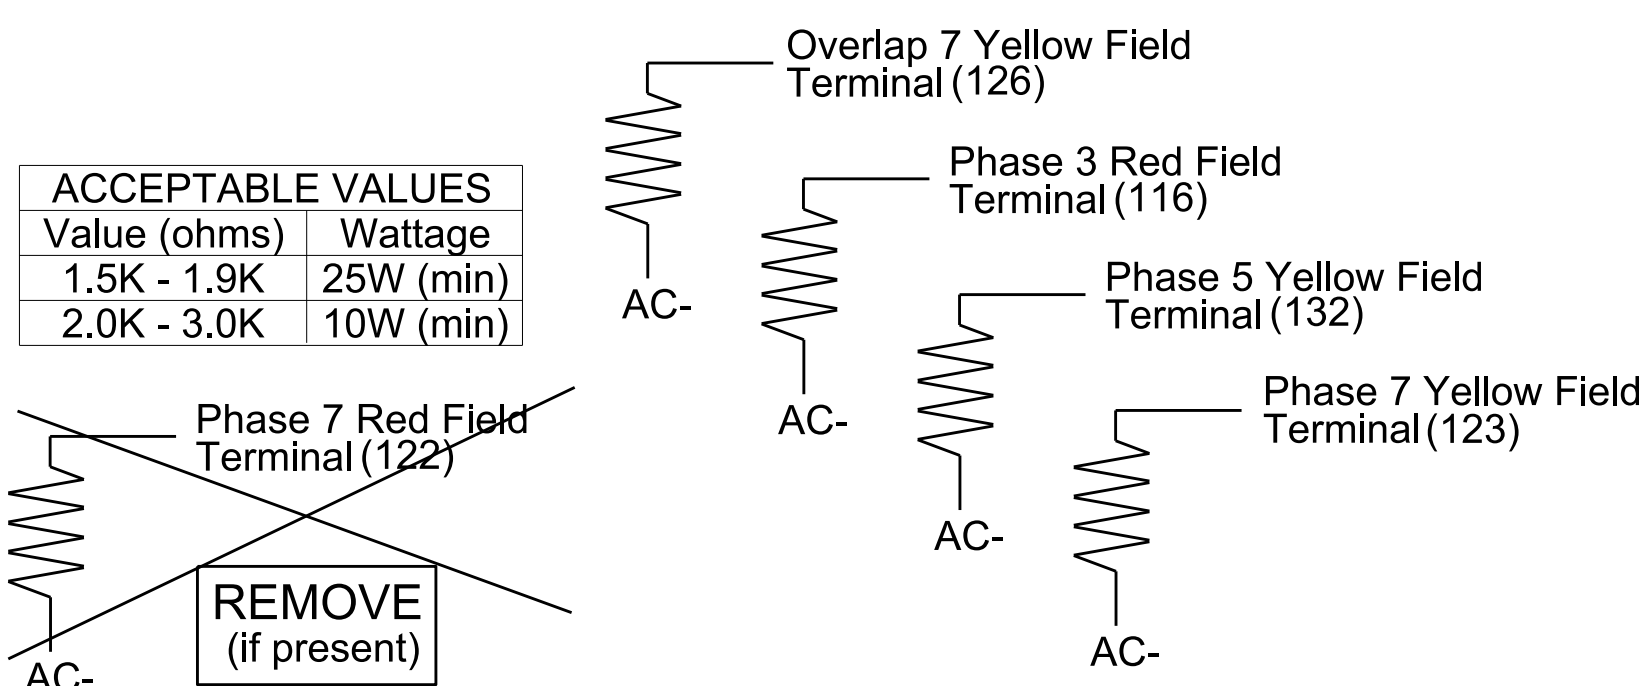 Overlap 7 Yellow Field
Terminal (126)
AC-
Phase 3 Red Field
Terminal (116)
AC-
Phase 5 Yellow Field
Terminal (132)
AC-
Phase 7 Yellow Field
Terminal (123)
AC-
ACCEPTABLE VALUES
Value (ohms) Wattage
1.5K - 1.9K 25W (min)
2.0K - 3.0K 10W (min)
Phase 7 Red Field
Terminal (122)
AC-
REMOVE
(if present)